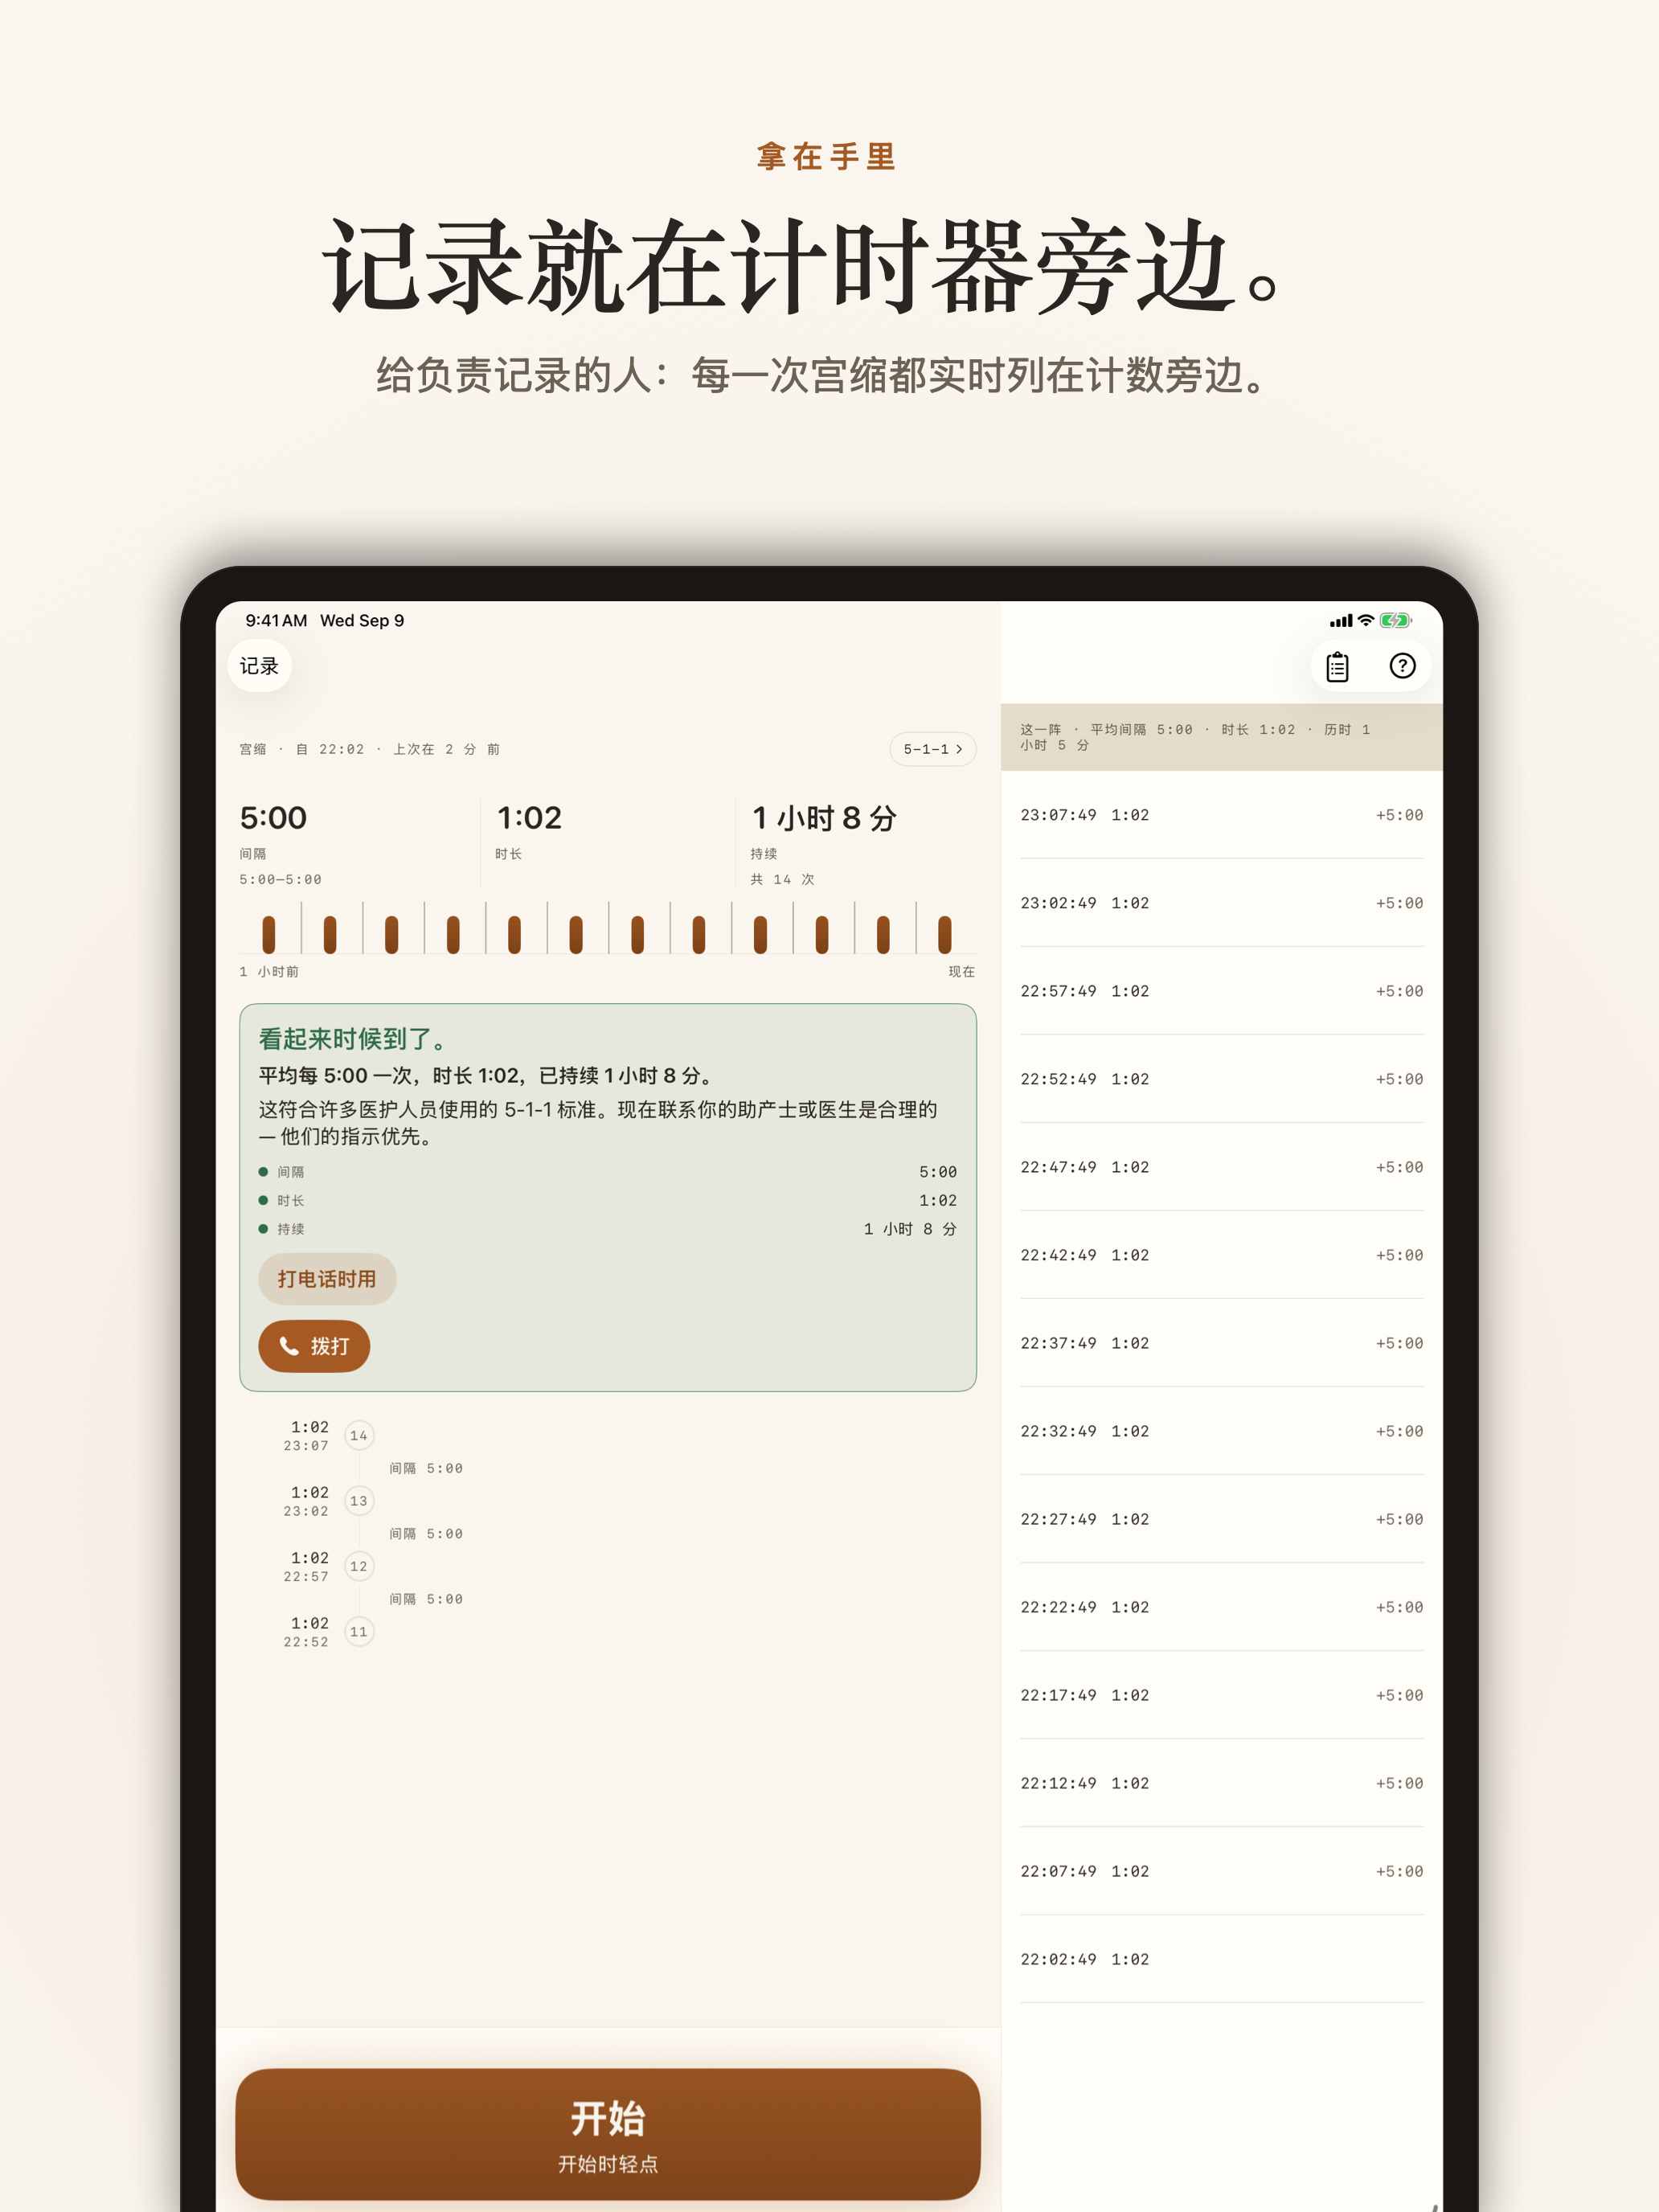 拿在手里
记录就在计时器旁边。
给负责记录的人：每一次宫缩都实时列在计数旁边。
9:41 AM Wed Sep 9
记录
宫缩 · 自 22:02 · 上次在 2 分 前
5-1-1 >
5:00
间隔
5:00–5:00
1:02
时长
1 小时 8 分
持续
共 14 次
1 小时前
现在
看起来时候到了。
平均每 5:00 一次，时长 1:02，已持续 1 小时 8 分。
这符合许多医护人员使用的 5-1-1 标准。现在联系你的助产士或医生是合理的
— 他们的指示优先。
间隔 5:00
时长 1:02
持续 1 小时 8 分
打电话时用
拨打
1:02
23:07
14
间隔 5:00
1:02
23:02
13
间隔 5:00
1:02
22:57
12
间隔 5:00
1:02
22:52
11
开始
开始时轻点
?
这一阵 · 平均间隔 5:00 · 时长 1:02 · 历时 1
小时 5 分
23:07:49 1:02 +5:00
23:02:49 1:02 +5:00
22:57:49 1:02 +5:00
22:52:49 1:02 +5:00
22:47:49 1:02 +5:00
22:42:49 1:02 +5:00
22:37:49 1:02 +5:00
22:32:49 1:02 +5:00
22:27:49 1:02 +5:00
22:22:49 1:02 +5:00
22:17:49 1:02 +5:00
22:12:49 1:02 +5:00
22:07:49 1:02 +5:00
22:02:49 1:02